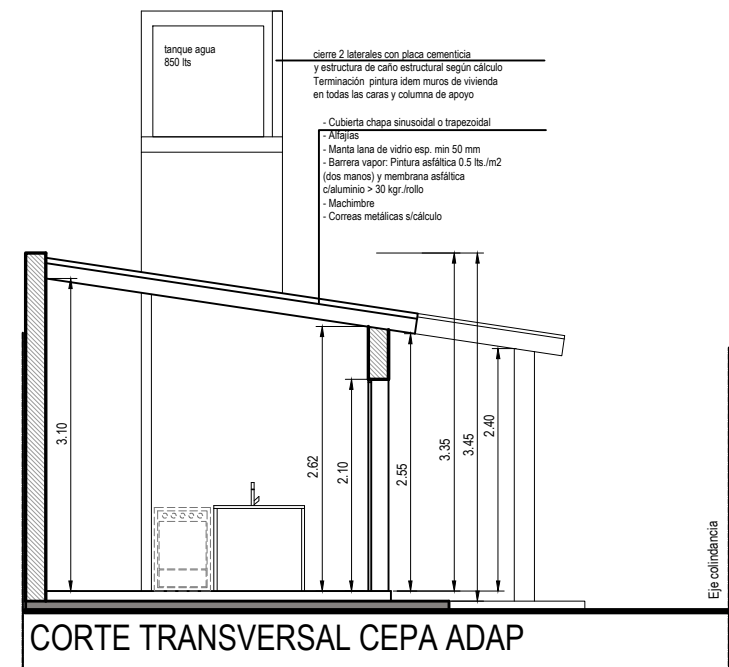 tanque agua
850 lts
cierre 2 laterales con placa cementicia
y estructura de caño estructural según cálculo
Terminación pintura idem muros de vivienda
en todas las caras y columna de apoyo
- Cubierta chapa sinusoidal o trapezoidal
- Alfajías
- Manta lana de vidrio esp. min 50 mm
- Barrera vapor: Pintura asfáltica 0.5 lts./m2
(dos manos) y membrana asfáltica
c/aluminio > 30 kgr./rollo
- Machimbre
- Correas metálicas s/cálculo
3.10
2.62
2.10
2.55
3.35
3.45
2.40
Eje colindancia
CORTE TRANSVERSAL CEPA ADAP